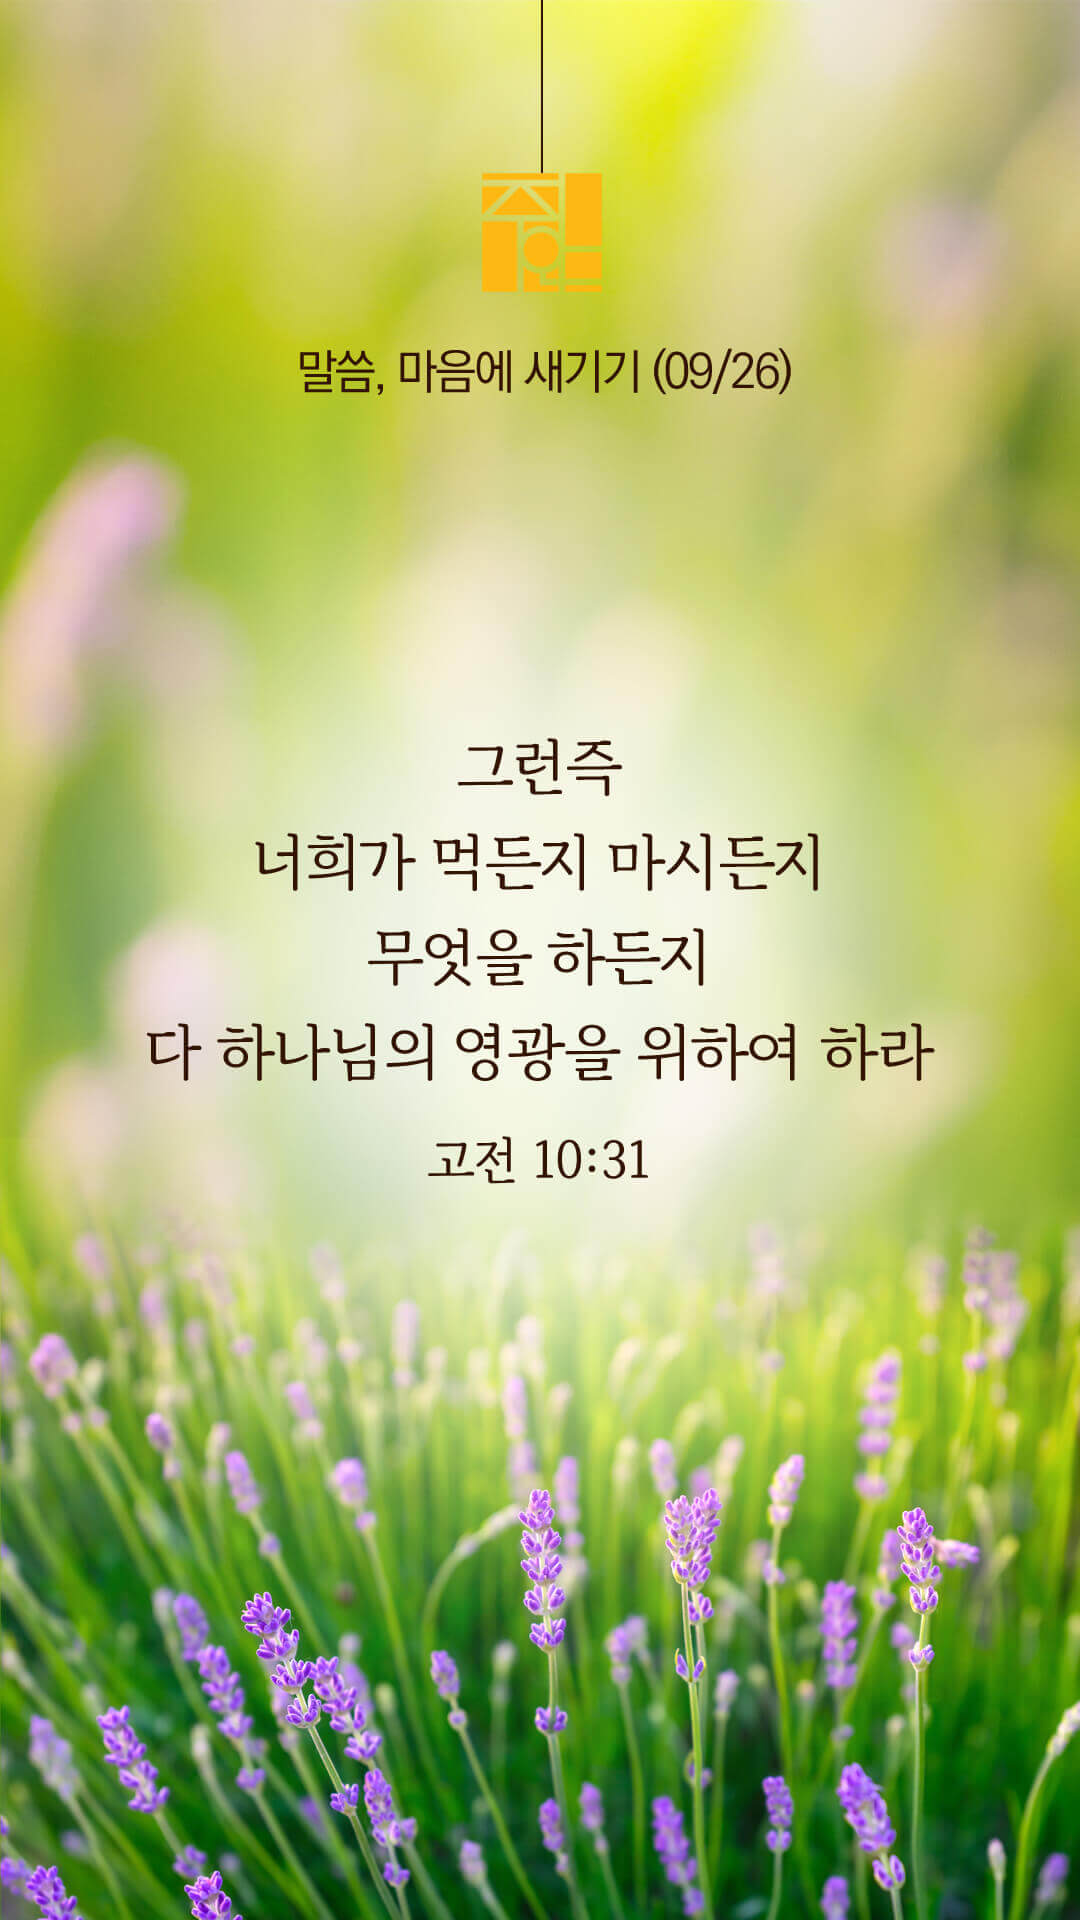 말씀, 마음에 새기기 (09/26)
그런즉
너희가 먹든지 마시든지
무엇을 하든지
다 하나님의 영광을 위하여 하라
고전 10:31